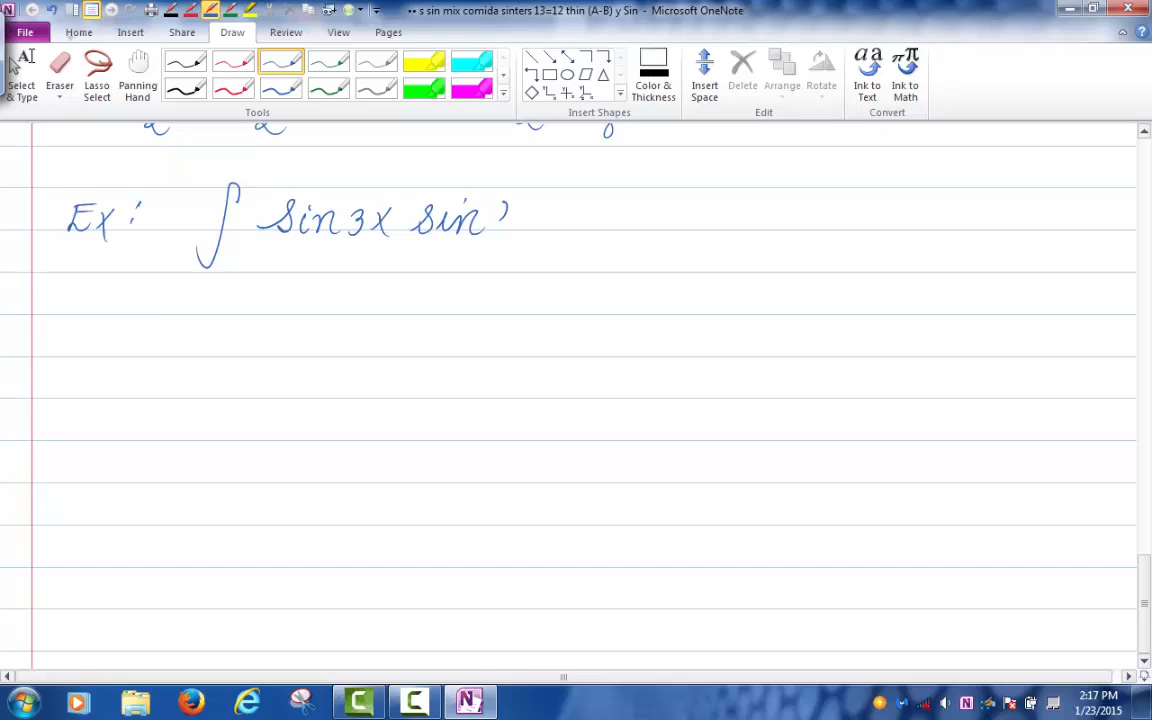 •• s sin mix comida sinters 13=12 thin (A-B) y Sin - Microsoft OneNote
File Home Insert Share Draw Review View Pages
Select & Type
Eraser
Lasso Select
Panning Hand
Color & Thickness
Insert Space
Delete
Arrange
Rotate
Ink to Text
Ink to Math
Tools
Insert Shapes
Edit
Convert
Ex: ∫ sin 3x sin
2:17 PM
1/23/2015